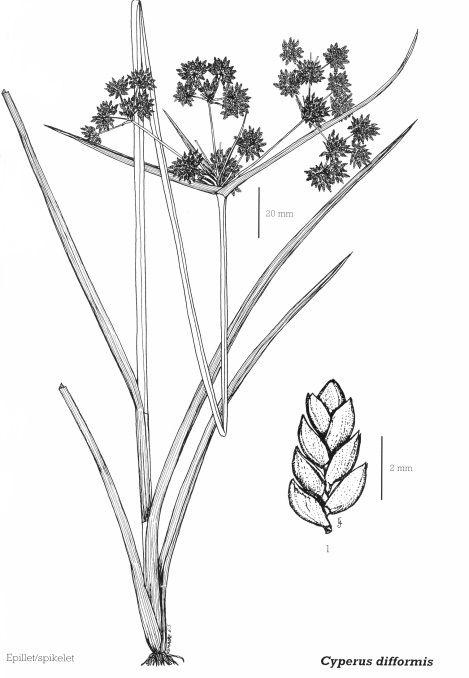 20 mm
2 mm
1
Epillet/spikelet
Cyperus difformis